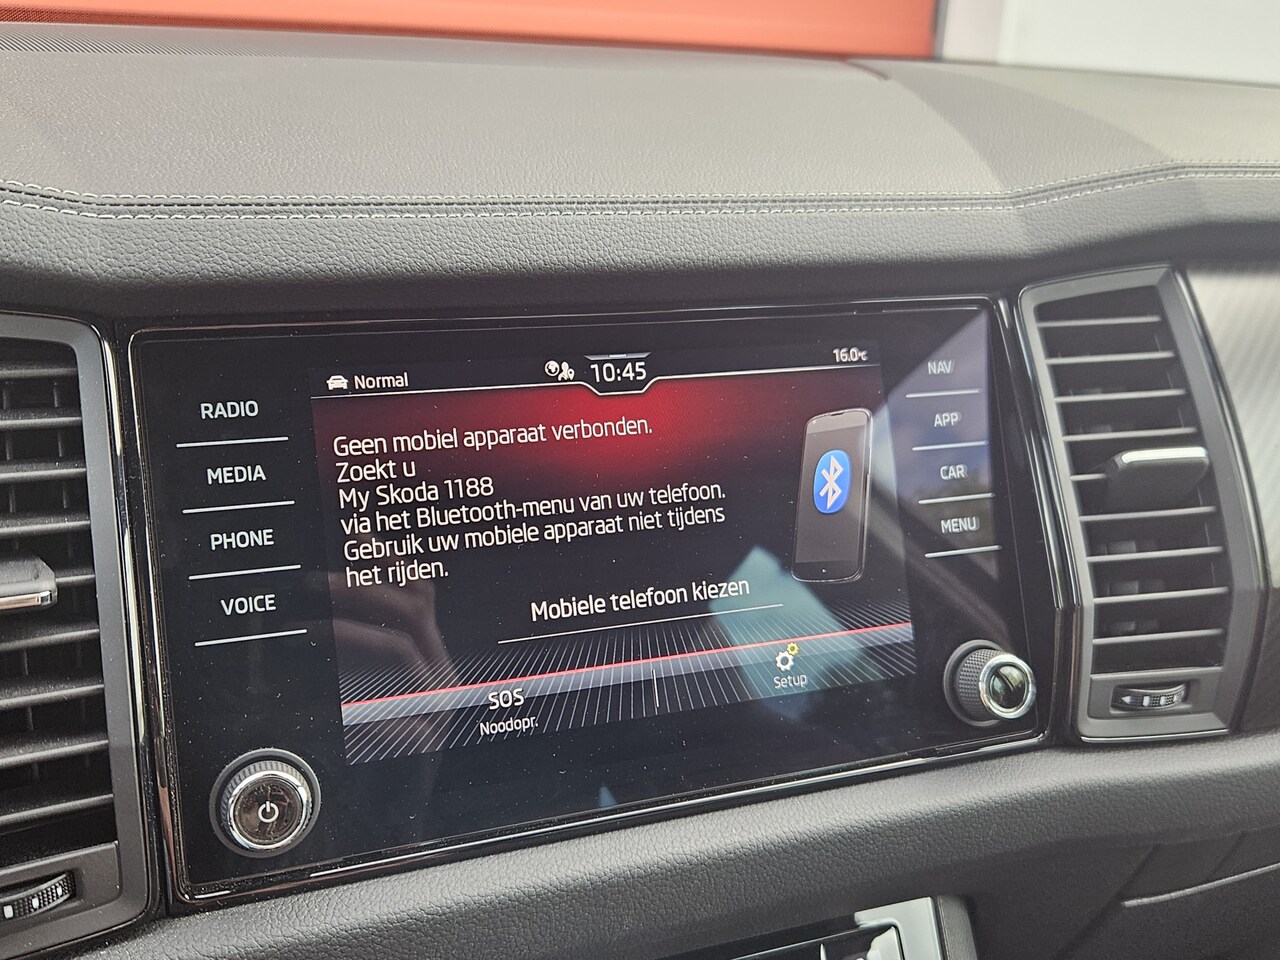 Normal
10:45
16.0°C
RADIO
MEDIA
PHONE
VOICE
Geen mobiel apparaat verbonden.
Zoekt u
My Skoda 1188
via het Bluetooth-menu van uw telefoon.
Gebruik uw mobiele apparaat niet tijdens
het rijden.
Mobiele telefoon kiezen
SOS
Noodopr.
Setup
NAV
APP
CAR
MENU